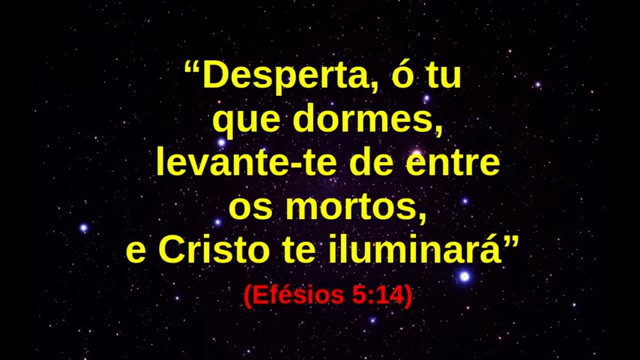 “Desperta, ó tu
que dormes,
levante-te de entre
os mortos,
e Cristo te iluminará”
(Efésios 5:14)